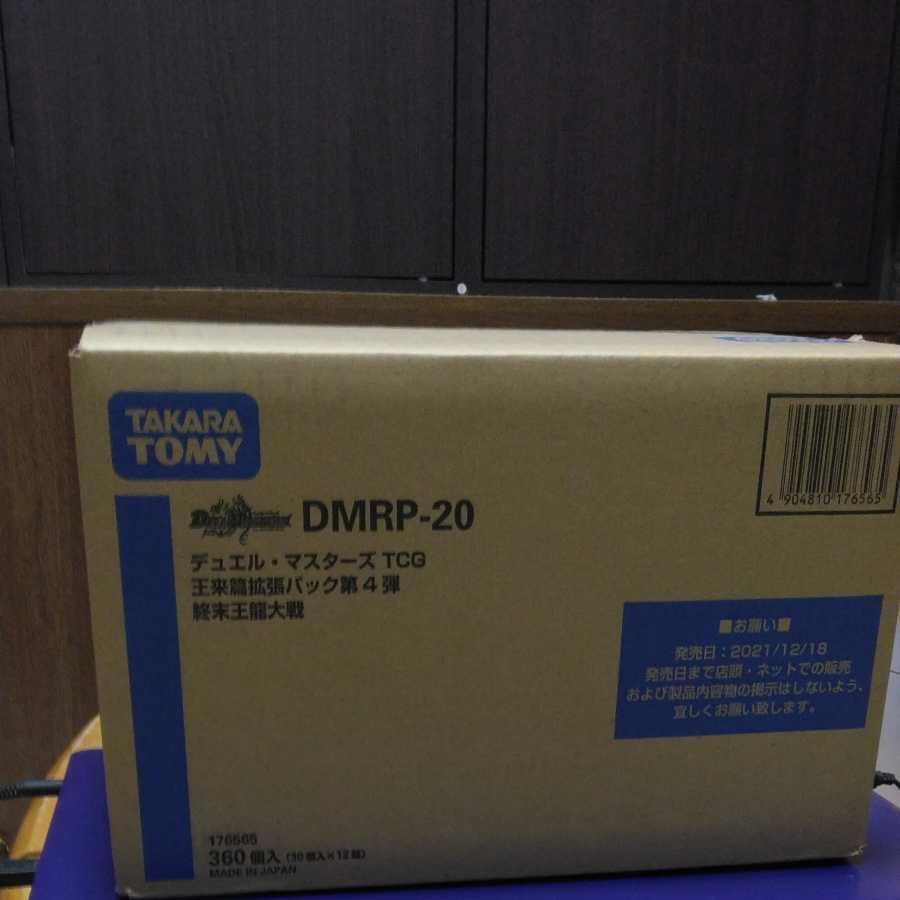 TAKARA
TOMY
DUEL MASTERS DMRP-20
デュエル・マスターズ TCG
王来篇拡張パック第4弾
終末王龍大戦
4 904810 176565
■お願い■
発売日：2021/12/18
発売日まで店頭・ネットでの販売
および製品内容物の掲示はしないよう、
宜しくお願い致します。
176565
360個入（30個入×12箱）
MADE IN JAPAN